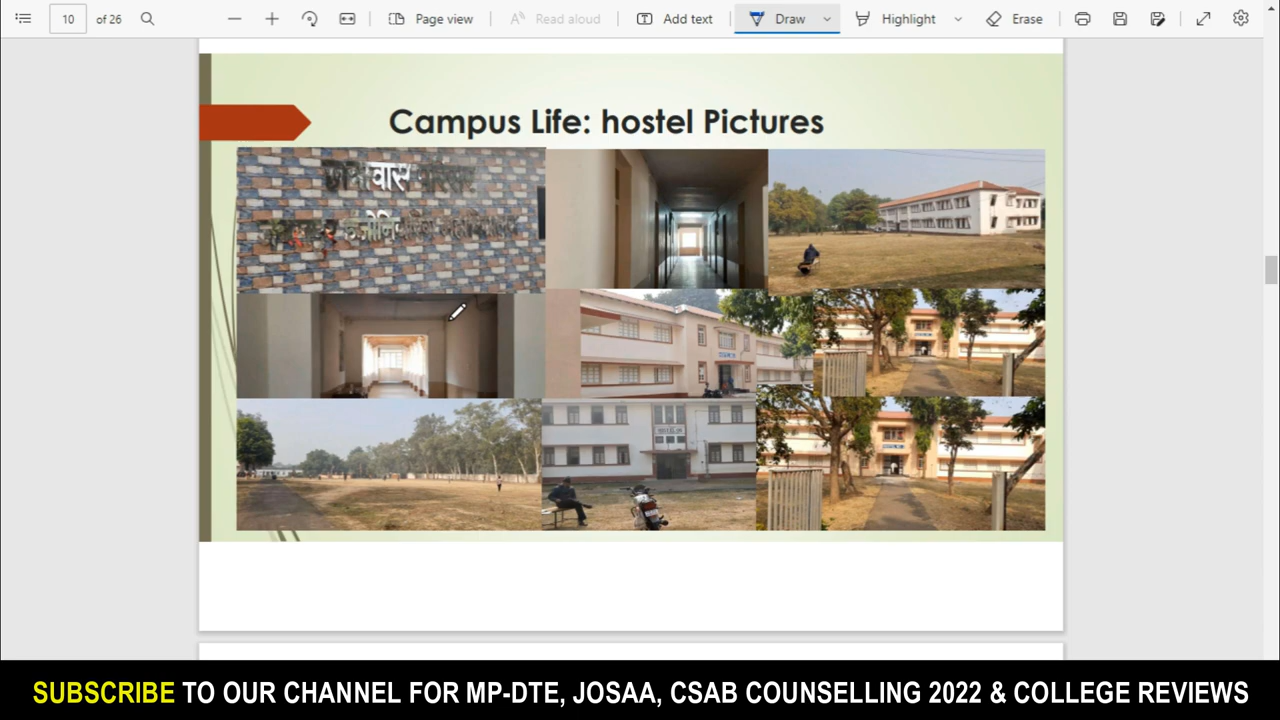 10 of 26 Page view Read aloud Add text Draw Highlight Erase
Campus Life: hostel Pictures
SUBSCRIBE TO OUR CHANNEL FOR MP-DTE, JOSAA, CSAB COUNSELLING 2022 & COLLEGE REVIEWS